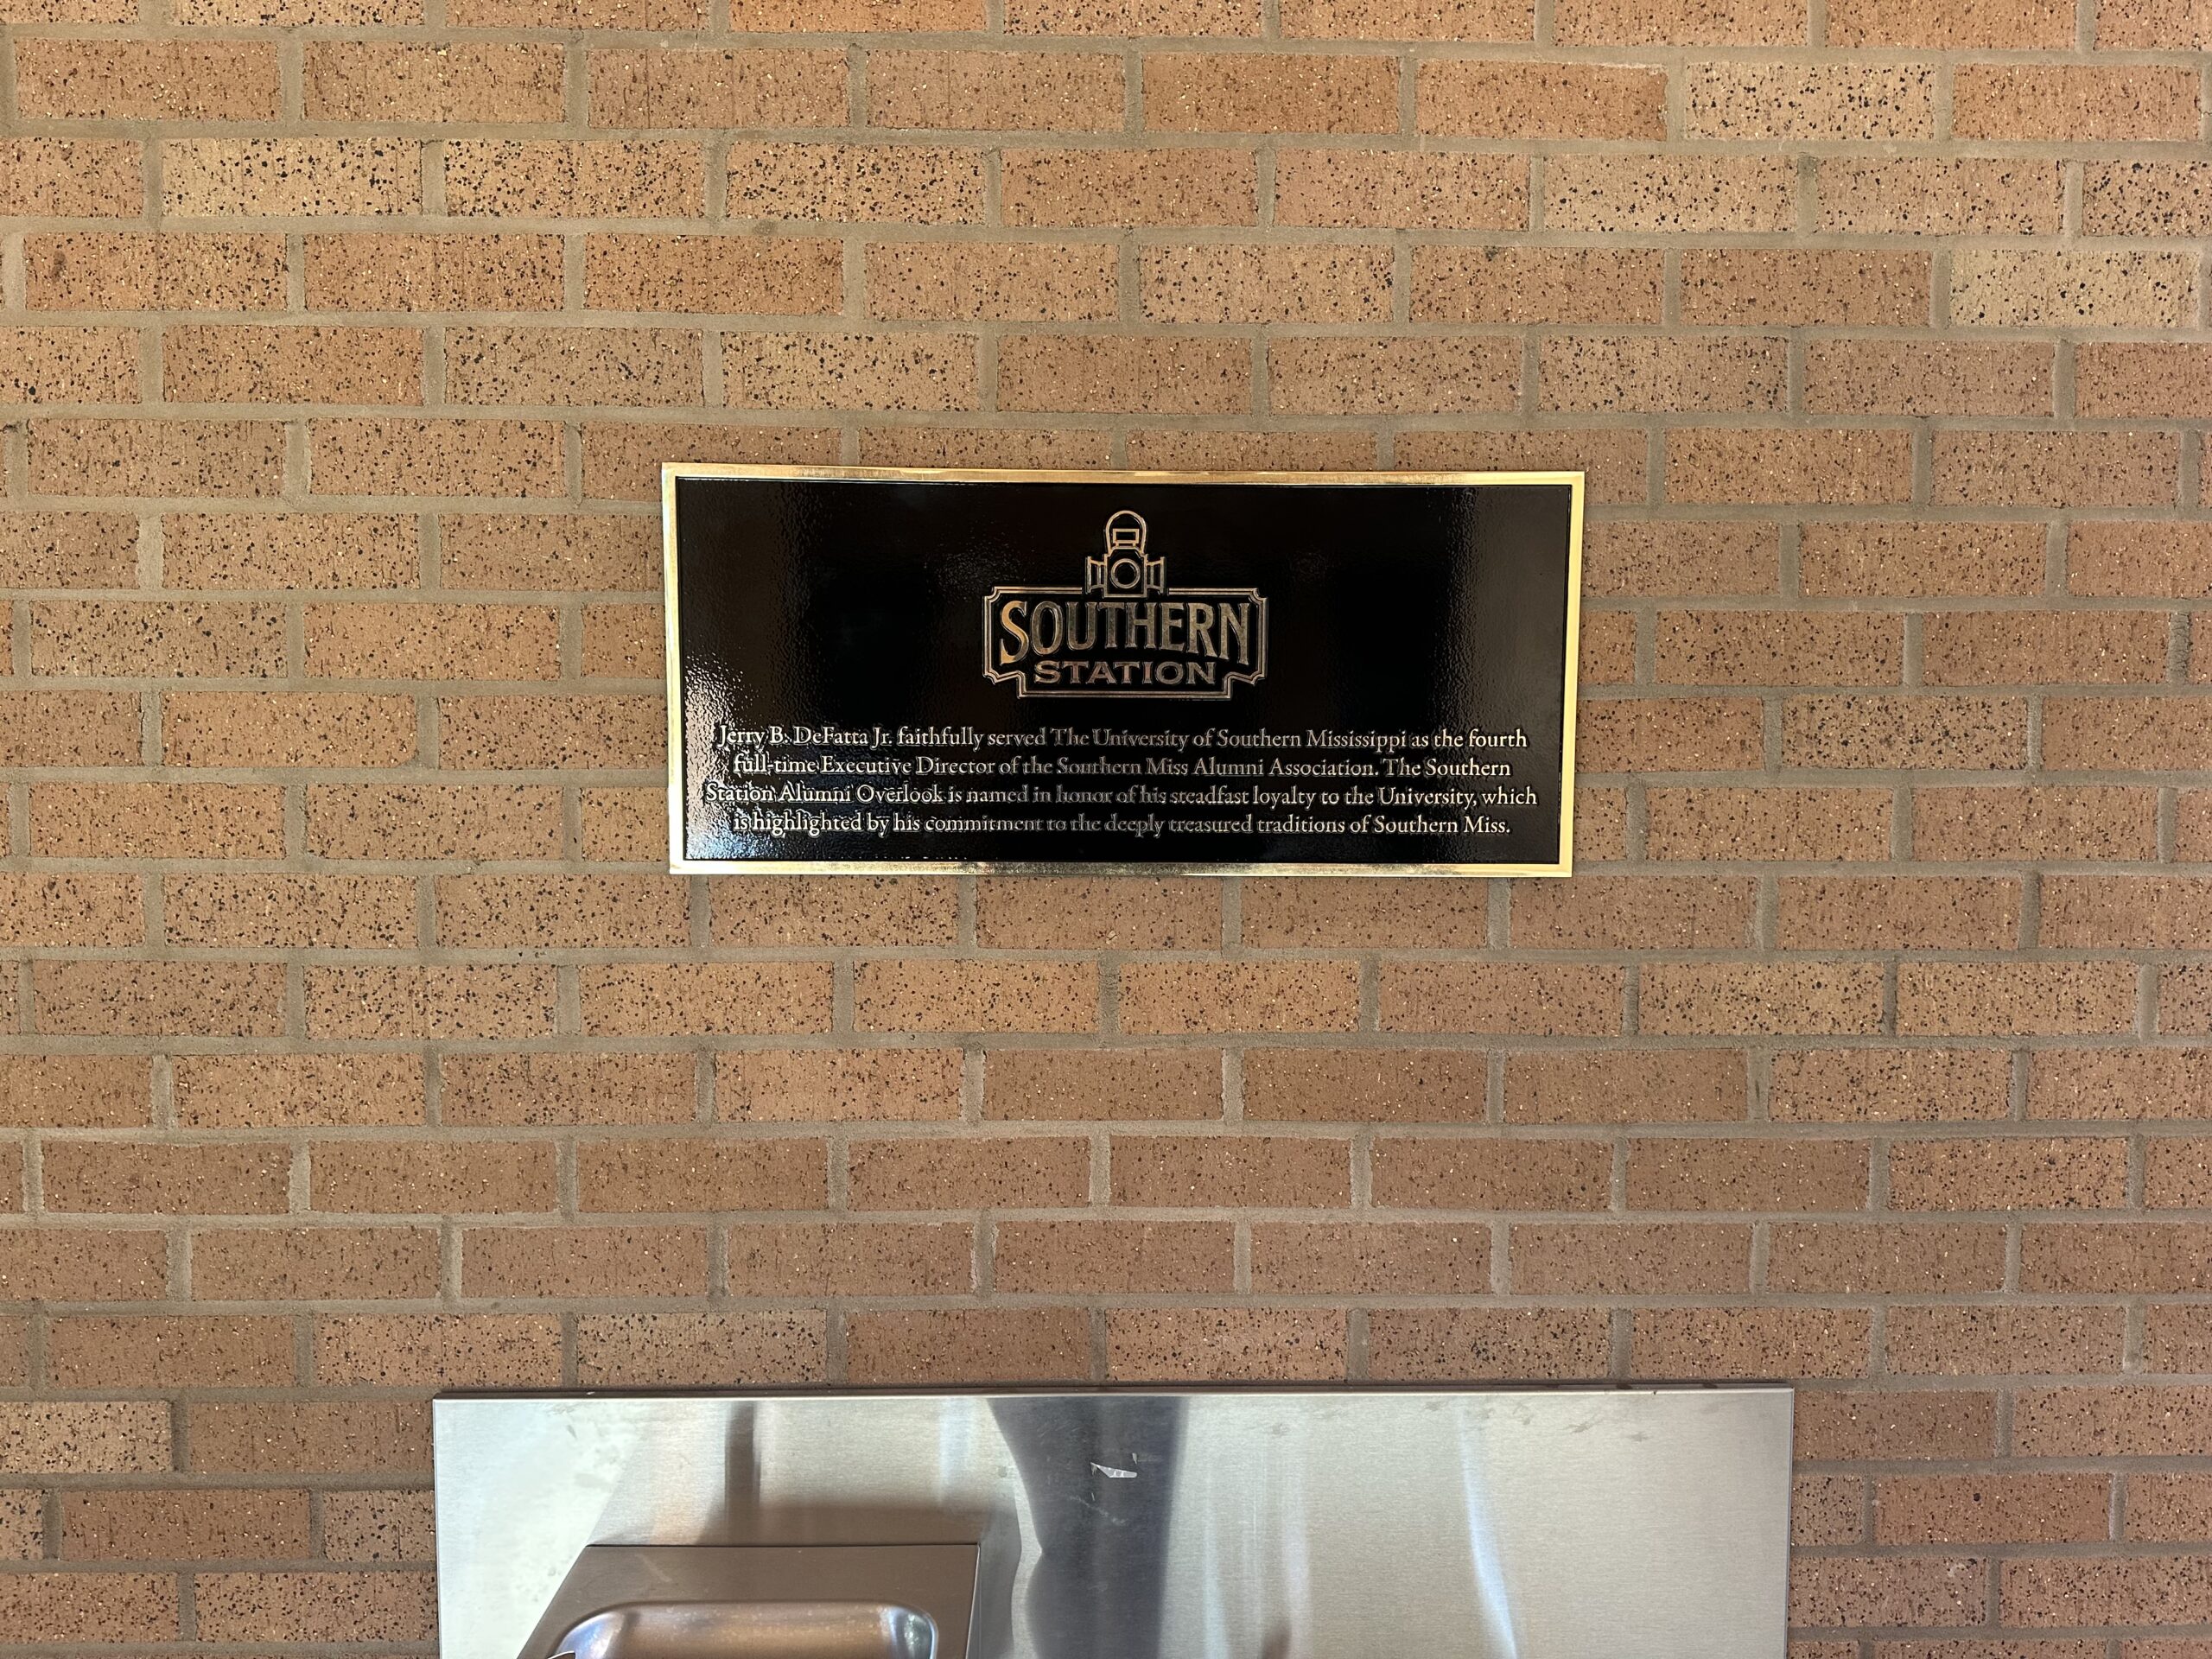 SOUTHERN
STATION
Jerry B. DeFatta Jr. faithfully served The University of Southern Mississippi as the fourth
full-time Executive Director of the Southern Miss Alumni Association. The Southern
Station Alumni Overlook is named in honor of his steadfast loyalty to the University, which
is highlighted by his commitment to the deeply treasured traditions of Southern Miss.